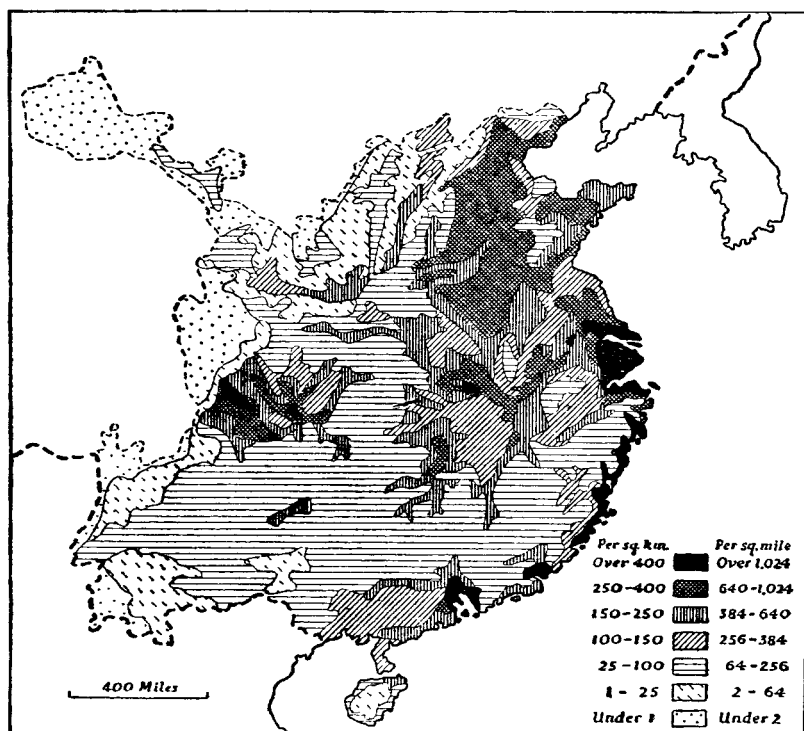 Per sq. km. Per sq. mile
Over 400 Over 1,024
250-400 640-1,024
150-250 384-640
100-150 256-384
25-100 64-256
1-25 2-64
Under 1 Under 2
400 Miles